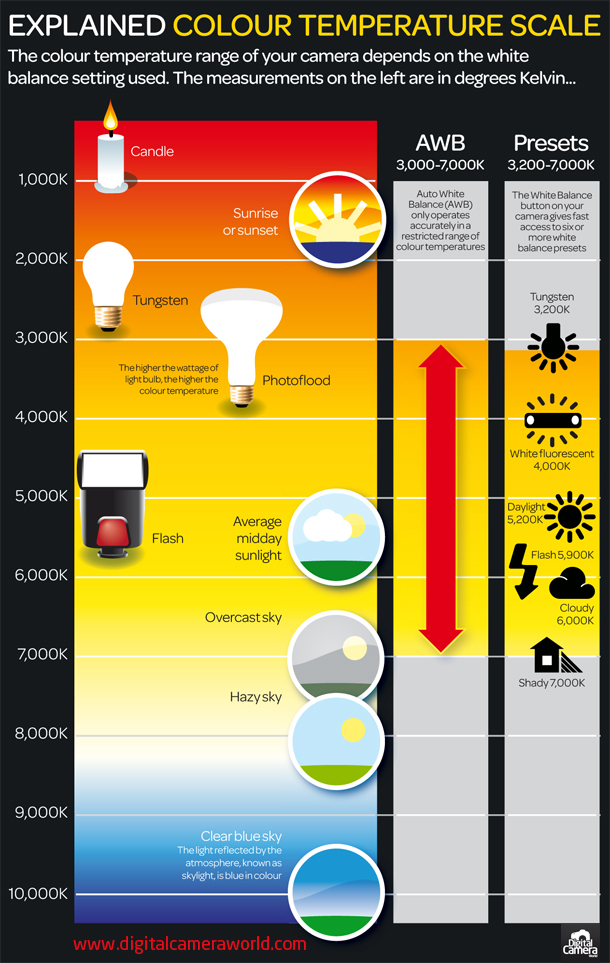 EXPLAINED COLOUR TEMPERATURE SCALE
The colour temperature range of your camera depends on the white
balance setting used. The measurements on the left are in degrees Kelvin...
AWB
3,000-7,000K
Presets
3,200-7,000K
Candle
1,000K
Auto White
Balance (AWB)
only operates
accurately in a
restricted range of
colour temperatures
The White Balance
button on your
camera gives fast
access to six or
more white
balance presets
Sunrise
or sunset
2,000K
Tungsten
Tungsten
3,200K
3,000K
The higher the wattage of
light bulb, the higher the
colour temperature
Photoflood
4,000K
White fluorescent
4,000K
5,000K
Daylight
5,200K
Flash
Average
midday
sunlight
Flash 5,900K
6,000K
Cloudy
6,000K
Overcast sky
7,000K
Shady 7,000K
Hazy sky
8,000K
9,000K
Clear blue sky
The light reflected by the
atmosphere, known as
skylight, is blue in colour
10,000K
www.digitalcameraworld.com
Digital
Camera
World